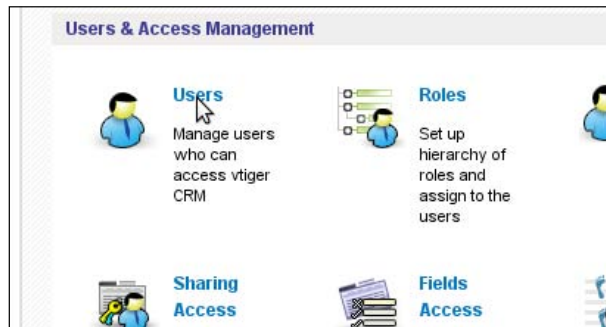 Users & Access Management
Users
Manage users
who can
access vtiger
CRM
Roles
Set up
hierarchy of
roles and
assign to the
users
Sharing
Access
Fields
Access